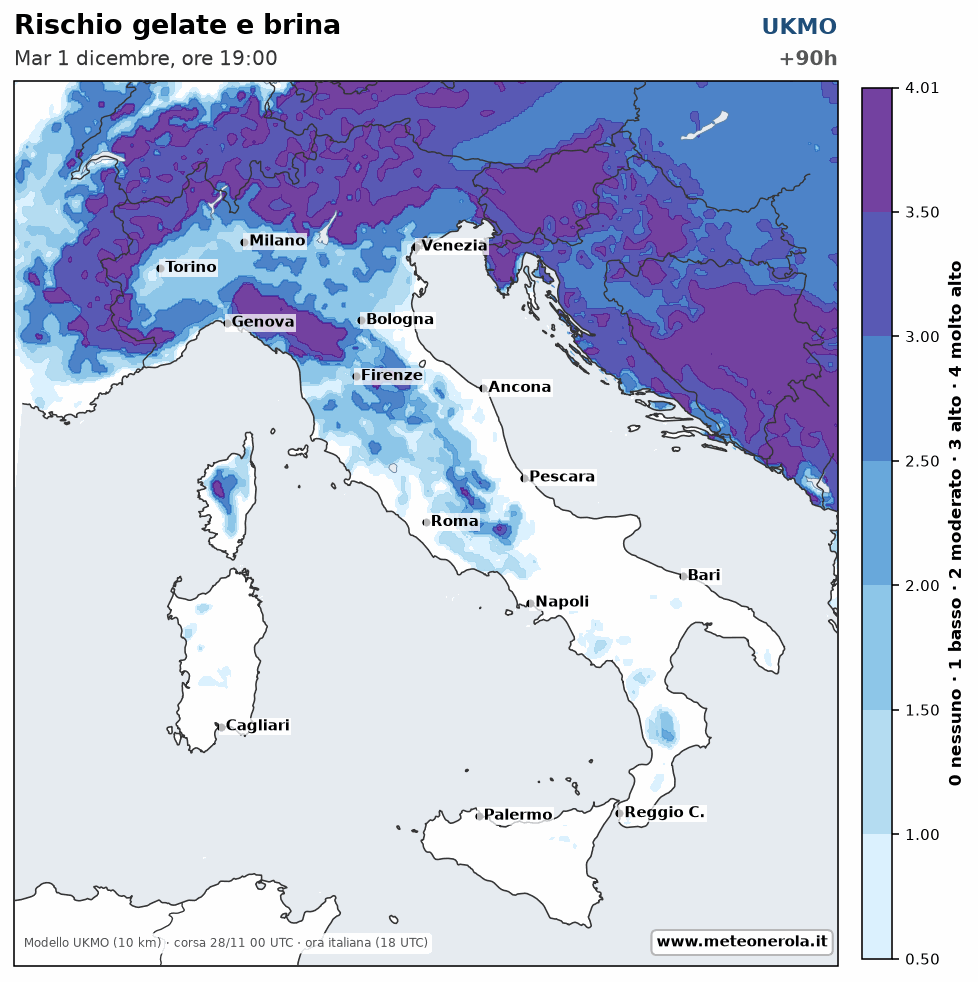 Rischio gelate e brina
UKMO
Mar 1 dicembre, ore 19:00
+90h
4.01
3.50
3.00
2.50
2.00
1.50
1.00
0.50
0 nessuno · 1 basso · 2 moderato · 3 alto · 4 molto alto
Milano
Venezia
Torino
Genova
Bologna
Firenze
Ancona
Pescara
Roma
Bari
Napoli
Cagliari
Palermo
Reggio C.
Modello UKMO (10 km) · corsa 28/11 00 UTC · ora italiana (18 UTC)
www.meteonerola.it